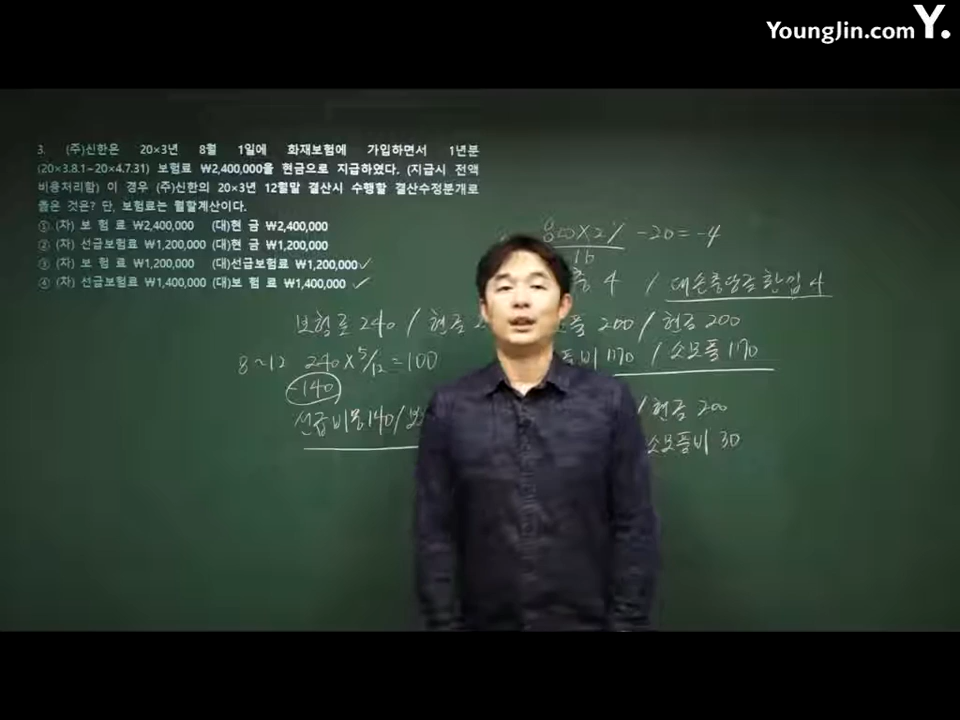 YoungJin.com Y.
3. (주)신한은 20×3년 8월 1일에 화재보험에 가입하면서 1년분
(20×3.8.1~20×4.7.31) 보험료 ₩2,400,000을 현금으로 지급하였다. (지급시 전액
비용처리함) 이 경우 (주)신한의 20×3년 12월말 결산시 수행할 결산수정분개로
옳은 것은? 단, 보험료는 월할계산이다.
① (차) 보 험 료 ₩2,400,000 (대)현 금 ₩2,400,000
② (차) 선급보험료 ₩1,200,000 (대)현 금 ₩1,200,000
③ (차) 보 험 료 ₩1,200,000 (대)선급보험료 ₩1,200,000✓
④ (차) 선급보험료 ₩1,400,000 (대)보 험 료 ₩1,400,000 ✓
800×2% -20=-4
16
충 4 / 대손충당금환입 4
보험료 240 / 현금 2
품 200 / 현금 200
8~12 240×5/12=100
품비 170 / 소모품 170
-140
선급비용140/보
/현금 200
소모품비 30